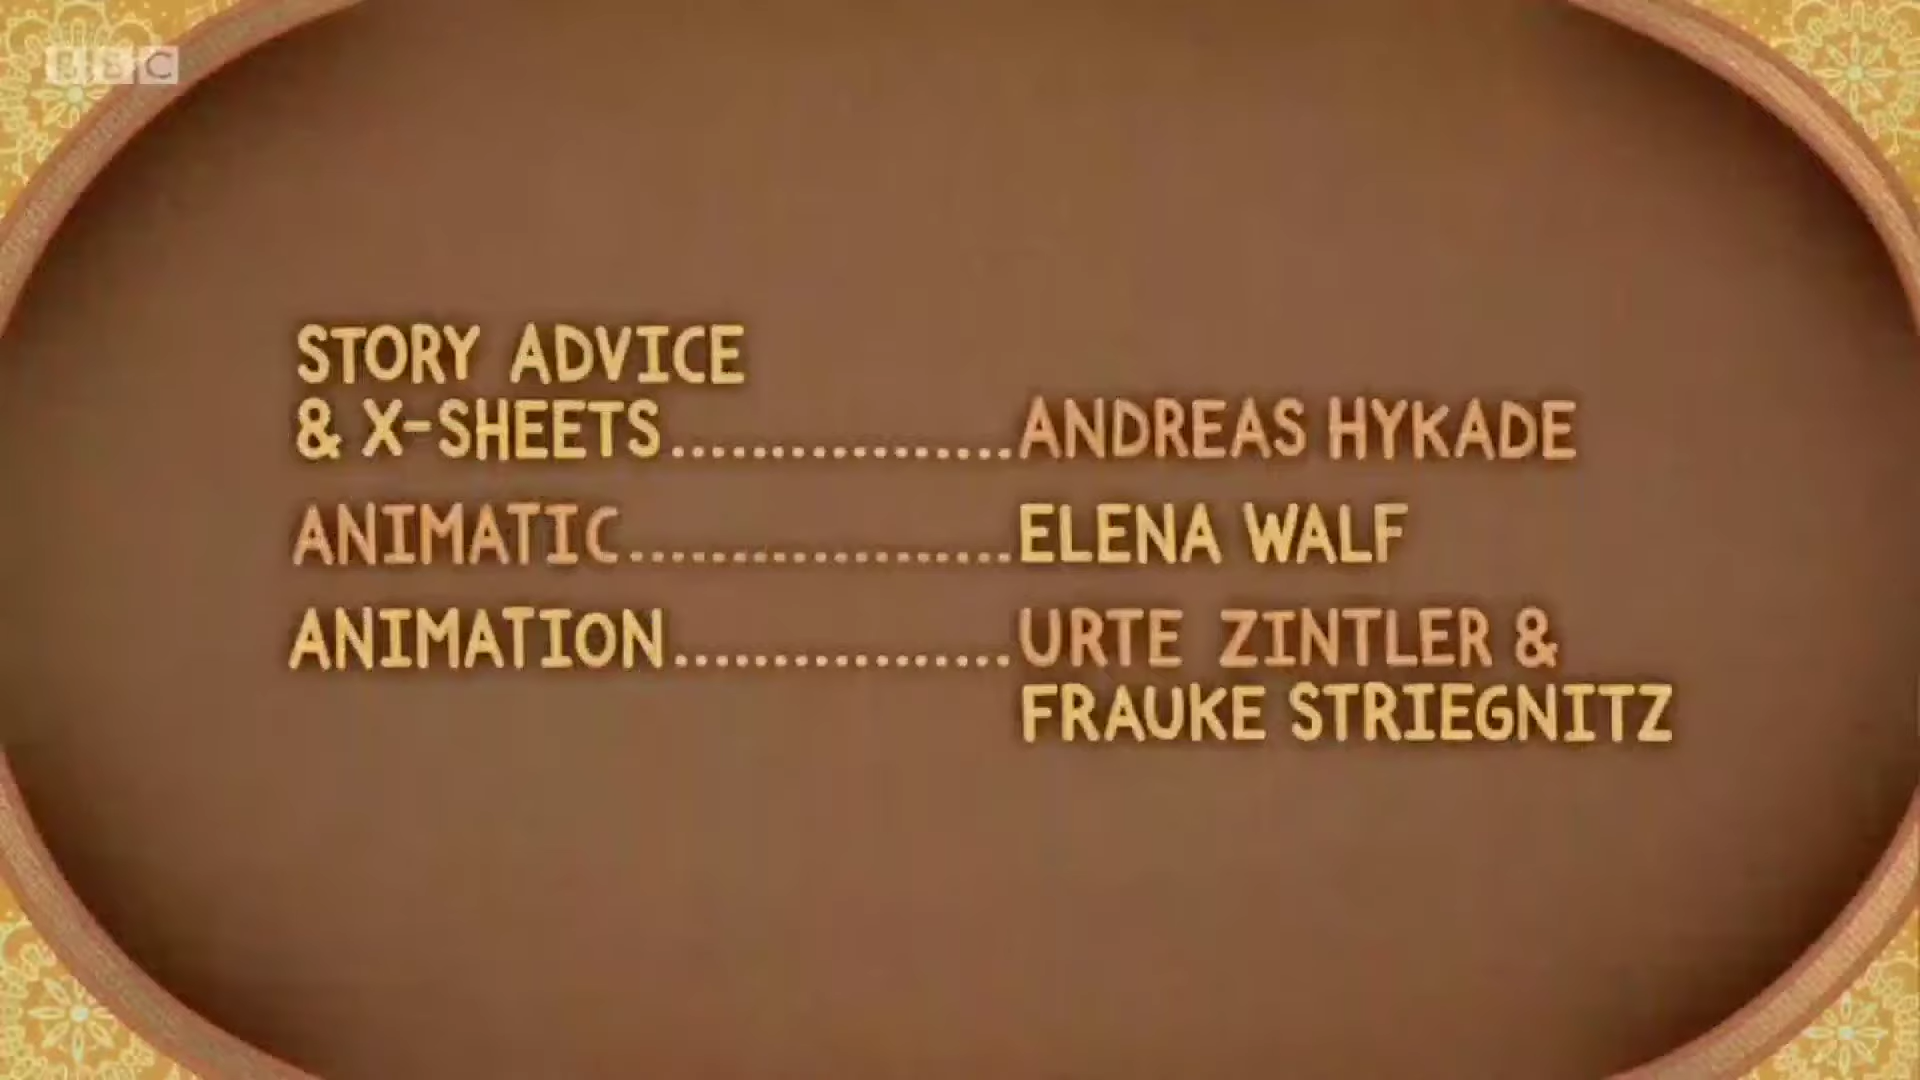 BBC
STORY ADVICE
& X-SHEETS....................ANDREAS HYKADE
ANIMATIC.......................ELENA WALF
ANIMATION....................URTE ZINTLER &
FRAUKE STRIEGNITZ